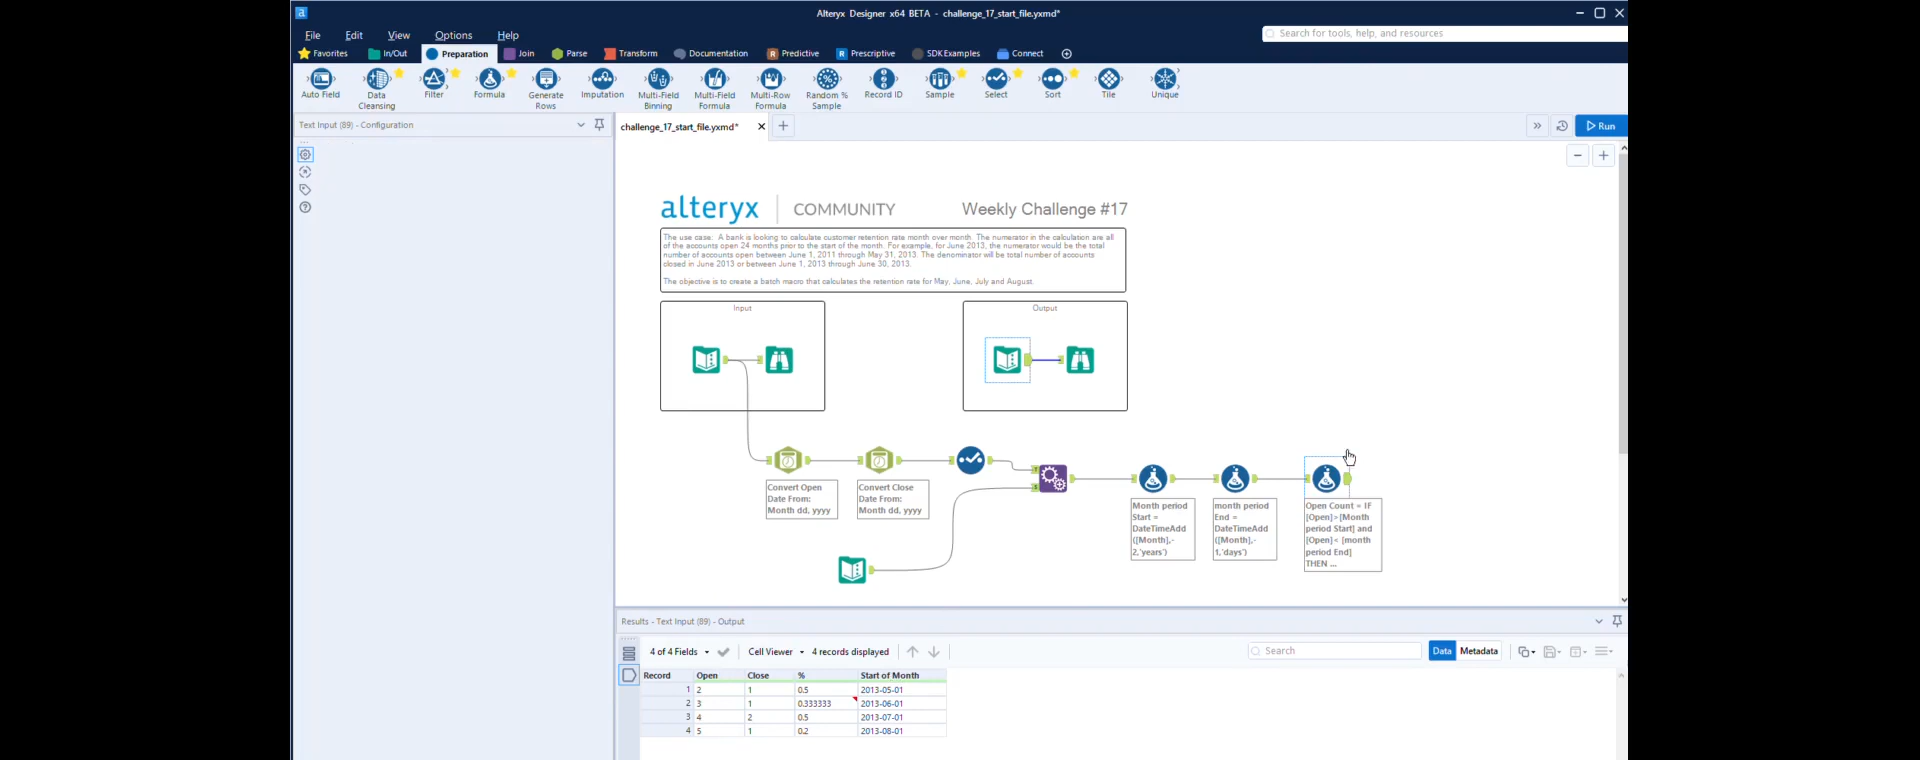 Alteryx Designer x64 BETA - challenge_17_start_file.yxmd*
File Edit View Options Help
Search for tools, help, and resources
Favorites In/Out Preparation Join Parse Transform Documentation Predictive Prescriptive SDK Examples Connect
Auto Field
Data Cleansing
Filter
Formula
Generate Rows
Imputation
Multi-Field Binning
Multi-Field Formula
Multi-Row Formula
Random % Sample
Record ID
Sample
Select
Sort
Tile
Unique
Text Input (89) - Configuration
challenge_17_start_file.yxmd*
Run
alteryx COMMUNITY Weekly Challenge #17
The use case: A bank is looking to calculate customer retention rate month over month. The numerator in the calculation are all
of the accounts open 24 months prior to the start of the month. For example, for June 2013, the numerator would be the total
number of accounts open between June 1, 2011 through May 31, 2013. The denominator will be total number of accounts
closed in June 2013 or between June 1, 2013 through June 30, 2013.
The objective is to create a batch macro that calculates the retention rate for May, June, July and August.
Input
Output
Convert Open
Date From:
Month dd, yyyy
Convert Close
Date From:
Month dd, yyyy
Month period
Start =
DateTimeAdd
([Month],-
2,'years')
month period
End =
DateTimeAdd
([Month],-
1,'days')
Open Count = IF
[Open]>[Month
period Start] and
[Open]< [month
period End]
THEN ...
Results - Text Input (89) - Output
4 of 4 Fields Cell Viewer 4 records displayed
Search
Data Metadata
Record Open Close % Start of Month
1 2 1 0.5 2013-05-01
2 3 1 0.333333 2013-06-01
3 4 2 0.5 2013-07-01
4 5 1 0.2 2013-08-01